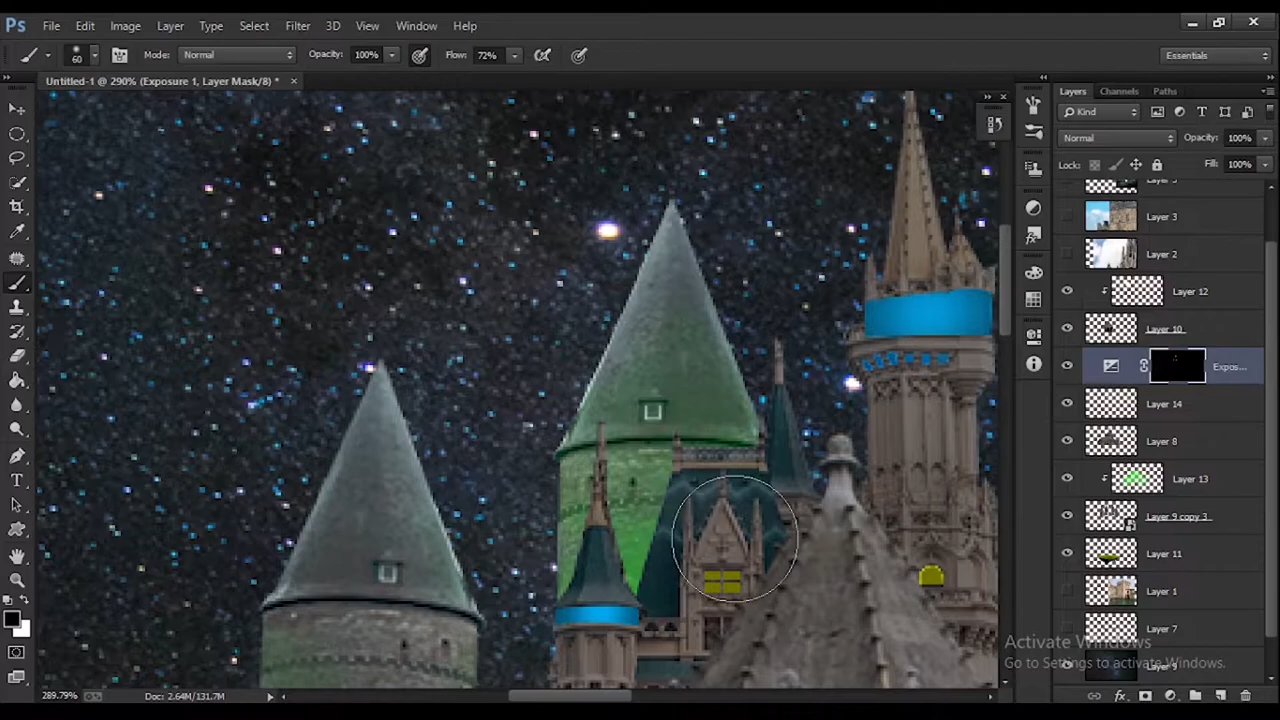 Ps File Edit Image Layer Type Select Filter 3D View Window Help
60 Mode: Normal Opacity: 100% Flow: 72% Essentials
Untitled-1 @ 290% (Exposure 1, Layer Mask/8) * ×
Layers Channels Paths
Kind
Normal Opacity: 100%
Lock: Fill: 100%
Layer 3
Layer 2
Layer 12
Layer 10
Expos...
Layer 14
Layer 8
Layer 13
Layer 9 copy 3
Layer 11
Layer 1
Layer 7
Activate Windows
Go to Settings to activate Windows.
289.79% Doc: 2.64M/131.7M